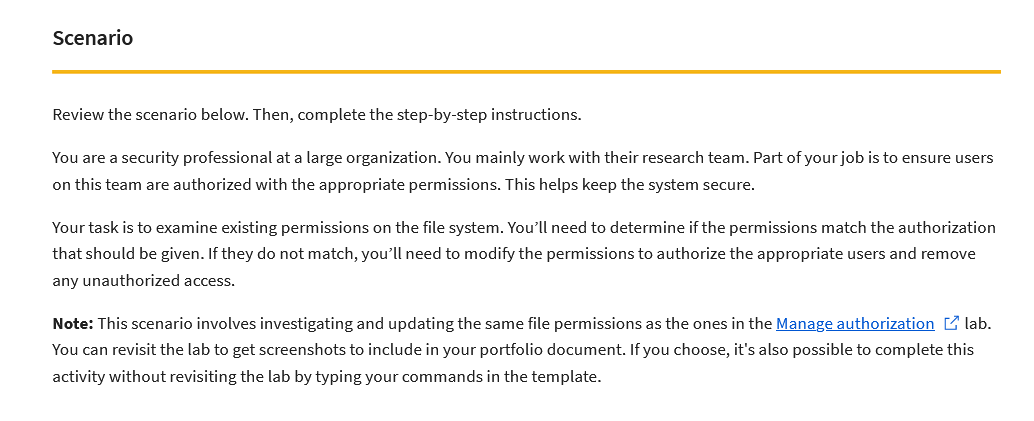 Scenario
Review the scenario below. Then, complete the step-by-step instructions.
You are a security professional at a large organization. You mainly work with their research team. Part of your job is to ensure users
on this team are authorized with the appropriate permissions. This helps keep the system secure.
Your task is to examine existing permissions on the file system. You’ll need to determine if the permissions match the authorization
that should be given. If they do not match, you’ll need to modify the permissions to authorize the appropriate users and remove
any unauthorized access.
Note: This scenario involves investigating and updating the same file permissions as the ones in the Manage authorization lab.
You can revisit the lab to get screenshots to include in your portfolio document. If you choose, it's also possible to complete this
activity without revisiting the lab by typing your commands in the template.